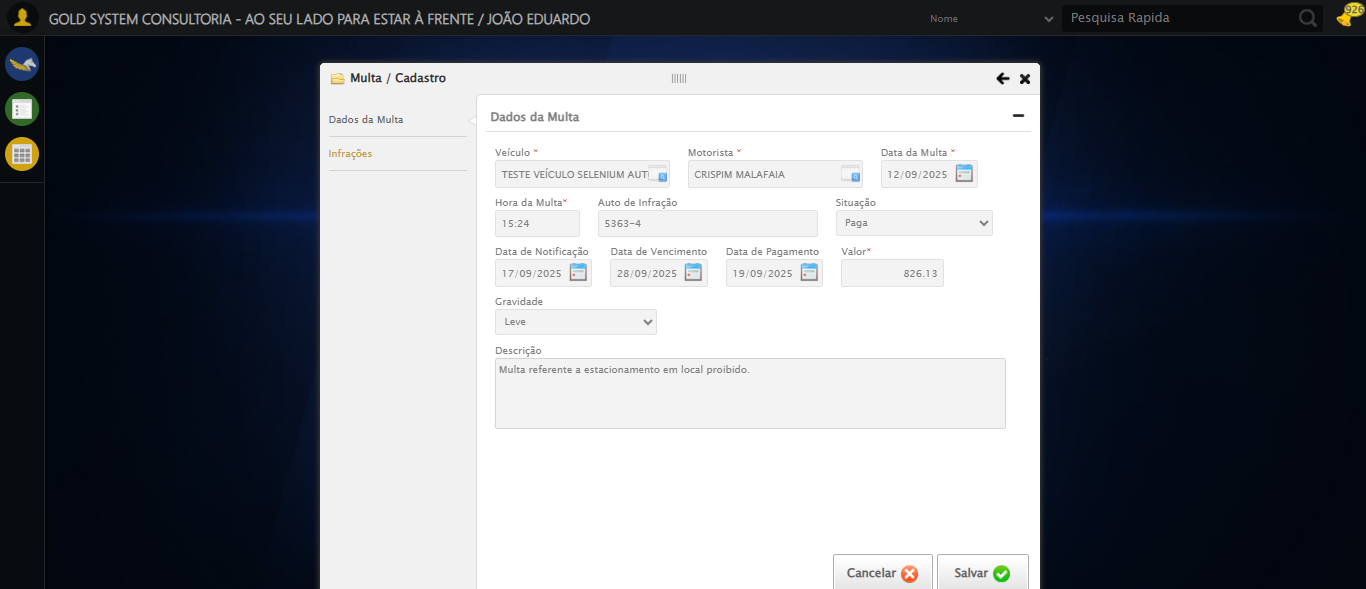 GOLD SYSTEM CONSULTORIA - AO SEU LADO PARA ESTAR À FRENTE / JOÃO EDUARDO
Nome
Pesquisa Rapida
926
Multa / Cadastro
Dados da Multa
Infrações
Dados da Multa
Veículo * Motorista * Data da Multa *
TESTE VEÍCULO SELENIUM AUT CRISPIM MALAFAIA 12/09/2025
Hora da Multa* Auto de Infração Situação
15:24 5363-4 Paga
Data de Notificação Data de Vencimento Data de Pagamento Valor*
17/09/2025 28/09/2025 19/09/2025 826.13
Gravidade
Leve
Descrição
Multa referente a estacionamento em local proibido.
Cancelar Salvar